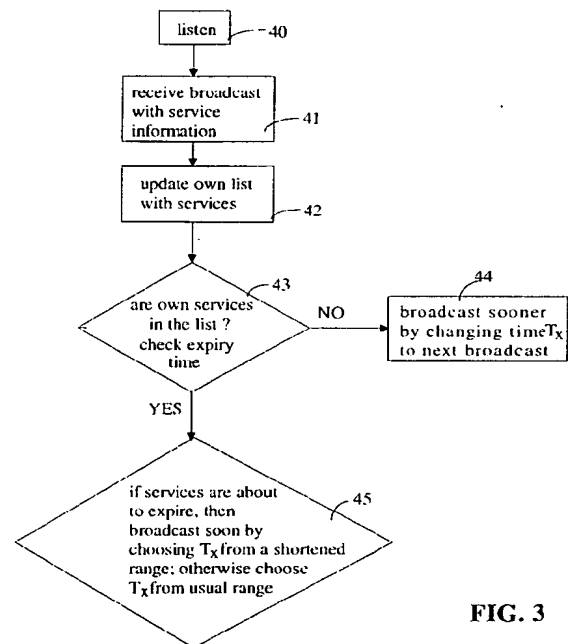 listen
40
receive broadcast
with service
information
41
update own list
with services
42
43
are own services
in the list ?
check expiry
time
NO
44
broadcast sooner
by changing time Tx
to next broadcast
YES
45
if services are about
to expire, then
broadcast soon by
choosing Tx from a shortened
range; otherwise choose
Tx from usual range
FIG. 3